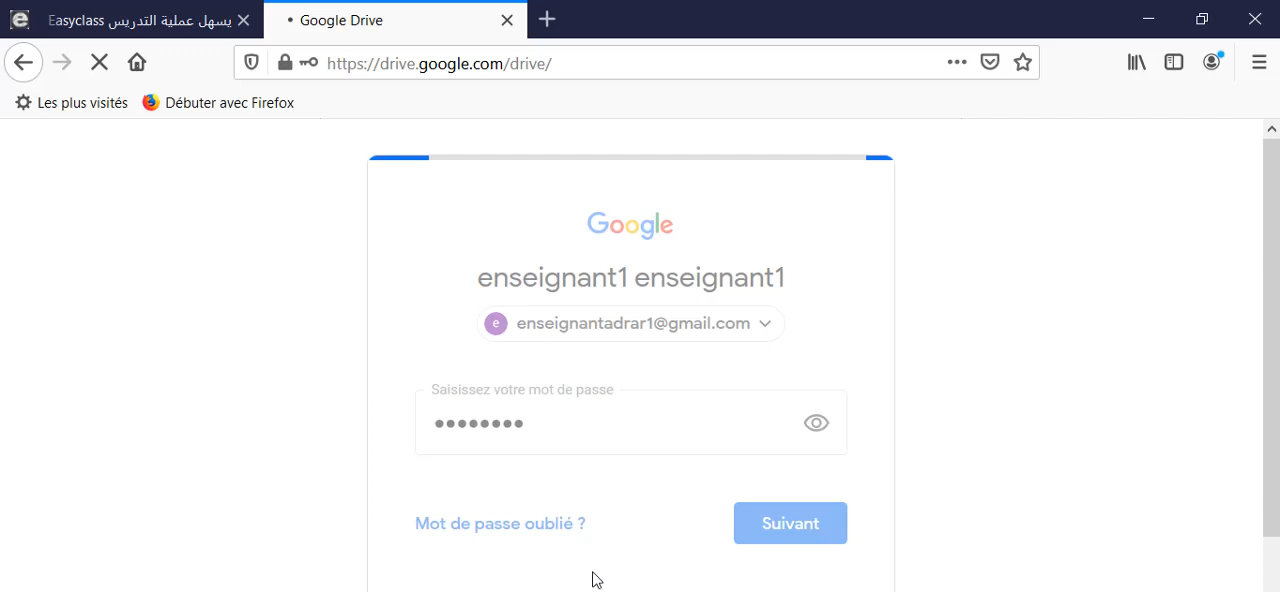 Easyclass يسهل عملية التدريس
Google Drive
https://drive.google.com/drive/
Les plus visités
Débuter avec Firefox
Google
enseignant1 enseignant1
e
enseignantadrar1@gmail.com
Saisissez votre mot de passe
Mot de passe oublié ?
Suivant